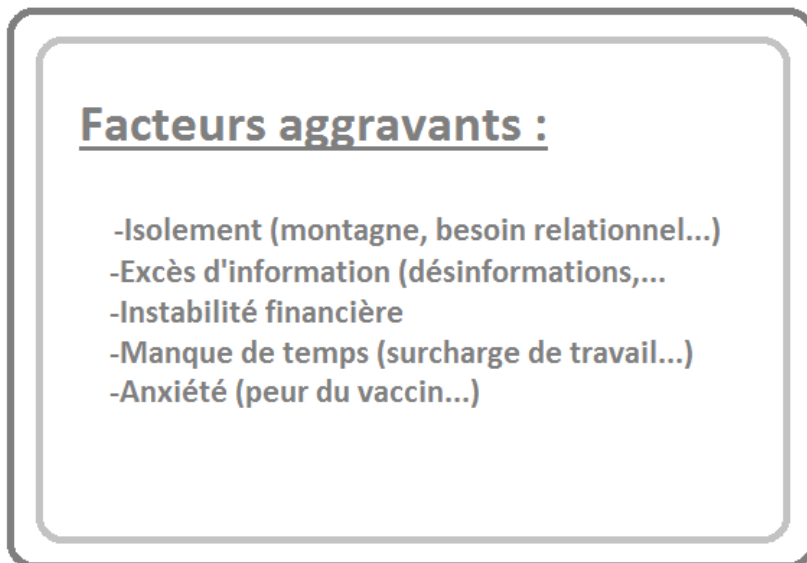 Facteurs aggravants :
-Isolement (montagne, besoin relationnel...)
-Excès d'information (désinformations,...
-Instabilité financière
-Manque de temps (surcharge de travail...)
-Anxiété (peur du vaccin...)